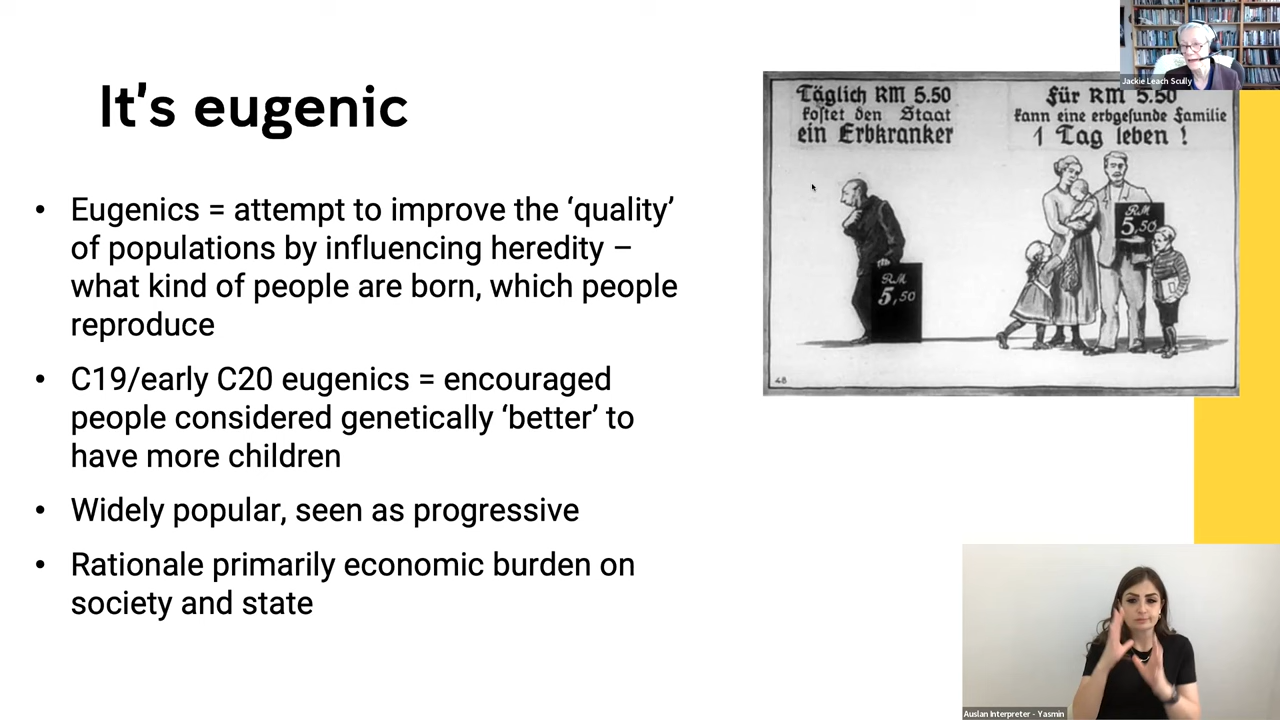 It's eugenic
• Eugenics = attempt to improve the ‘quality’
of populations by influencing heredity –
what kind of people are born, which people
reproduce
• C19/early C20 eugenics = encouraged
people considered genetically ‘better’ to
have more children
• Widely popular, seen as progressive
• Rationale primarily economic burden on
society and state
Täglich RM 5.50
kostet den Staat
ein Erbkranker
Für RM 5.50
kann eine erbgesunde Familie
1 Tag leben !
RM
5,50
RM
5,50
48
Jackie Leach Scully
Auslan Interpreter - Yasmin